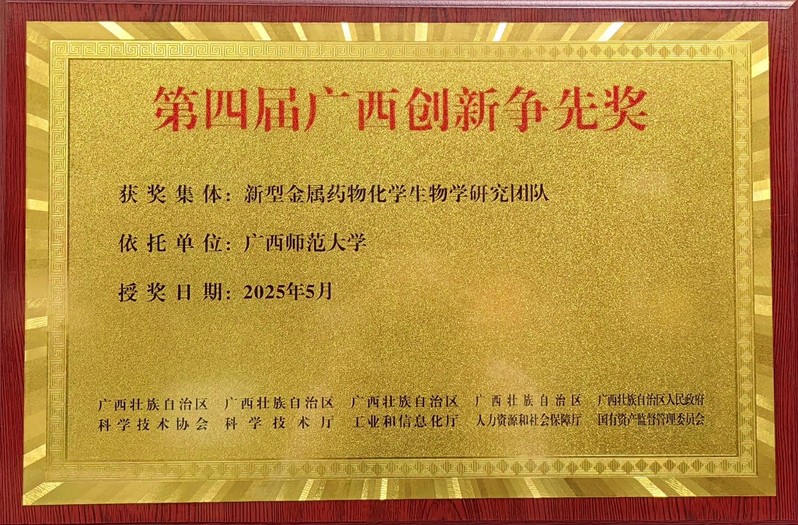 第四届广西创新争先奖
获奖集体：新型金属药物化学生物学研究团队
依托单位：广西师范大学
授奖日期：2025年5月
广西壮族自治区 广西壮族自治区 广西壮族自治区 广西壮族自治区 广西壮族自治区人民政府
科学技术协会 科学技术厅 工业和信息化厅 人力资源和社会保障厅 国有资产监督管理委员会